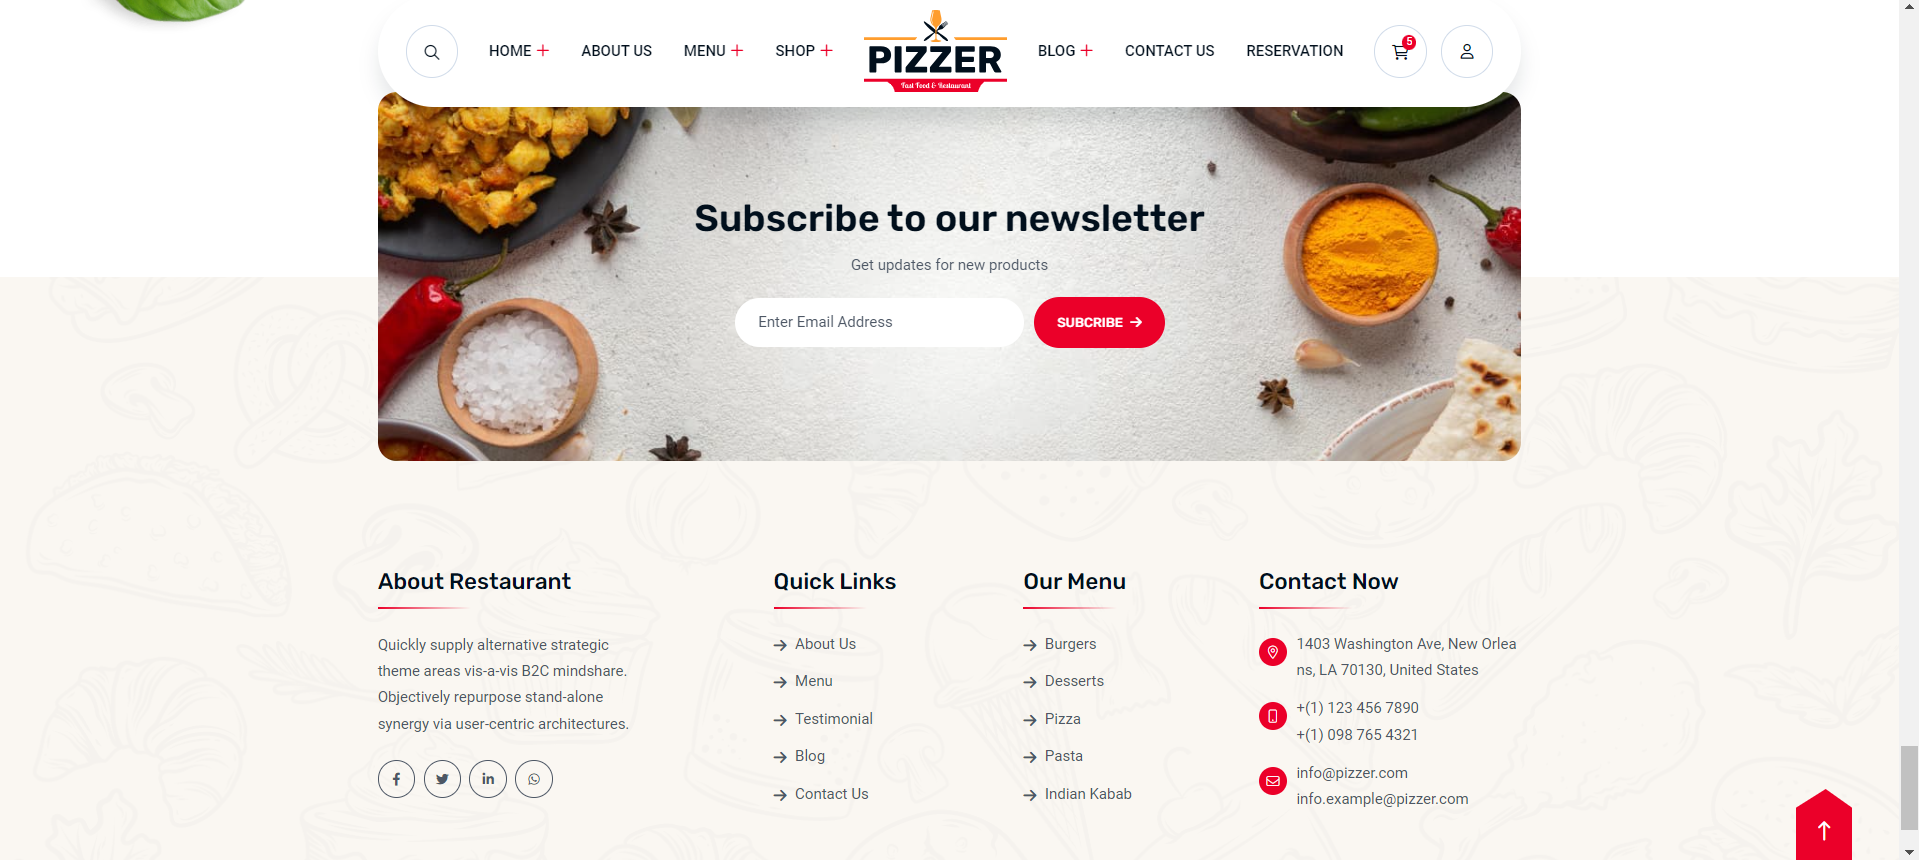 HOME
ABOUT US
MENU
SHOP
PIZZER
Fast Food & Restaurant
BLOG
CONTACT US
RESERVATION
5
Subscribe to our newsletter
Get updates for new products
Enter Email Address
SUBCRIBE
About Restaurant
Quickly supply alternative strategic
theme areas vis-a-vis B2C mindshare.
Objectively repurpose stand-alone
synergy via user-centric architectures.
Quick Links
About Us
Menu
Testimonial
Blog
Contact Us
Our Menu
Burgers
Desserts
Pizza
Pasta
Indian Kabab
Contact Now
1403 Washington Ave, New Orlea
ns, LA 70130, United States
+(1) 123 456 7890
+(1) 098 765 4321
info@pizzer.com
info.example@pizzer.com